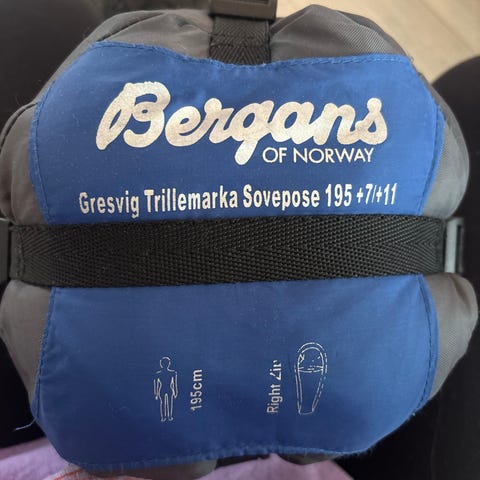 Bergans
OF NORWAY
Gresvig Trillemarka Sovepose 195 +7/+11
195cm
Right Zip